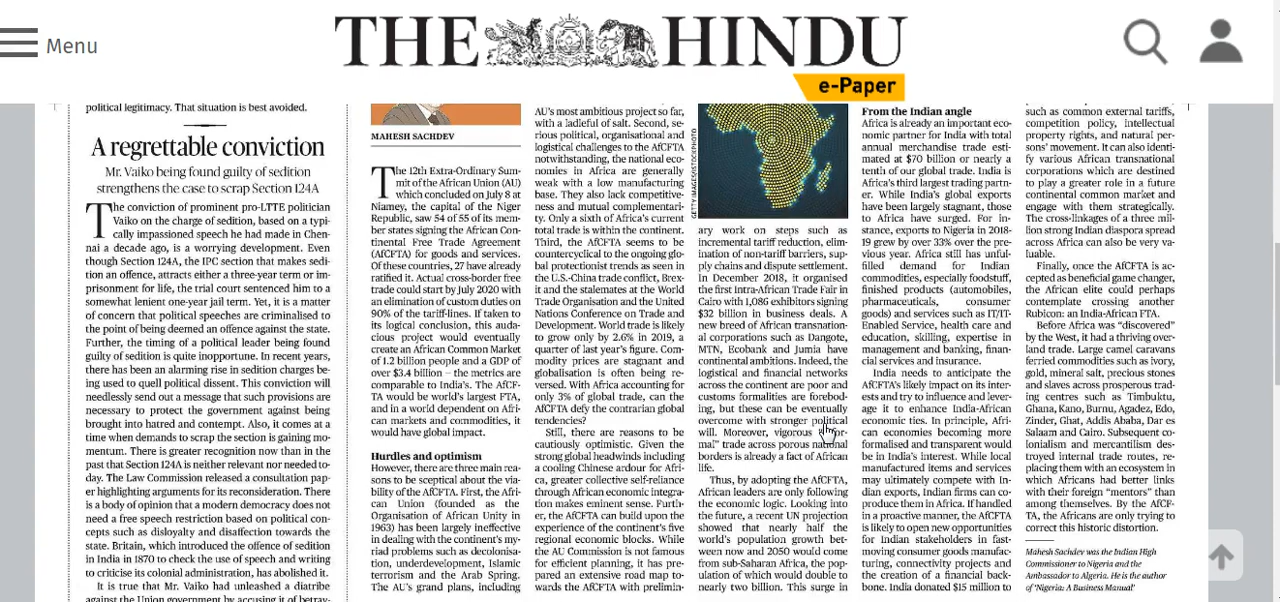 Menu
THE HINDU
e-Paper
political legitimacy. That situation is best avoided.
A regrettable conviction
Mr. Vaiko being found guilty of sedition
strengthens the case to scrap Section 124A
The conviction of prominent pro-LTTE politician
Vaiko on the charge of sedition, based on a typi-
cally impassioned speech he had made in Chen-
nai a decade ago, is a worrying development. Even
though Section 124A, the IPC section that makes sedi-
tion an offence, attracts either a three-year term or im-
prisonment for life, the trial court sentenced him to a
somewhat lenient one-year jail term. Yet, it is a matter
of concern that political speeches are criminalised to
the point of being deemed an offence against the state.
Further, the timing of a political leader being found
guilty of sedition is quite inopportune. In recent years,
there has been an alarming rise in sedition charges be-
ing used to quell political dissent. This conviction will
needlessly send out a message that such provisions are
necessary to protect the government against being
brought into hatred and contempt. Also, it comes at a
time when demands to scrap the section is gaining mo-
mentum. There is greater recognition now than in the
past that Section 124A is neither relevant nor needed to-
day. The Law Commission released a consultation pap-
er highlighting arguments for its reconsideration. There
is a body of opinion that a modern democracy does not
need a free speech restriction based on political con-
cepts such as disloyalty and disaffection towards the
state. Britain, which introduced the offence of sedition
in India in 1870 to check the use of speech and writing
to criticise its colonial administration, has abolished it.
It is true that Mr. Vaiko had unleashed a diatribe
against the Union government by accusing it of betray-
MAHESH SACHDEV
The 12th Extra-Ordinary Sum-
mit of the African Union (AU)
which concluded on July 8 at
Niamey, the capital of the Niger
Republic, saw 54 of 55 of its mem-
ber states signing the African Con-
tinental Free Trade Agreement
(AfCFTA) for goods and services.
Of these countries, 27 have already
ratified it. Actual cross-border free
trade could start by July 2020 with
an elimination of custom duties on
90% of the tariff-lines. If taken to
its logical conclusion, this auda-
cious project would eventually
create an African Common Market
of 1.2 billion people and a GDP of
over $3.4 billion – the metrics are
comparable to India's. The AfCF-
TA would be world's largest FTA,
and in a world dependent on Afri-
can markets and commodities, it
would have global impact.
Hurdles and optimism
However, there are three main rea-
sons to be sceptical about the via-
bility of the AfCFTA. First, the Afri-
can Union (founded as the
Organisation of African Unity in
1963) has been largely ineffective
in dealing with the continent's my-
riad problems such as decolonisa-
tion, underdevelopment, Islamic
terrorism and the Arab Spring.
The AU's grand plans, including
AU's most ambitious project so far,
with a ladleful of salt. Second, se-
rious political, organisational and
logistical challenges to the AfCFTA
notwithstanding, the national eco-
nomies in Africa are generally
weak with a low manufacturing
base. They also lack competitive-
ness and mutual complementari-
ty. Only a sixth of Africa's current
total trade is within the continent.
Third, the AfCFTA seems to be
countercyclical to the ongoing glo-
bal protectionist trends as seen in
the U.S.-China trade conflict, Brex-
it and the stalemates at the World
Trade Organisation and the United
Nations Conference on Trade and
Development. World trade is likely
to grow only by 2.6% in 2019, a
quarter of last year's figure. Com-
modity prices are stagnant and
globalisation is often being re-
versed. With Africa accounting for
only 3% of global trade, can the
AfCFTA defy the contrarian global
tendencies?
Still, there are reasons to be
cautiously optimistic. Given the
strong global headwinds including
a cooling Chinese ardour for Afri-
ca, greater collective self-reliance
through African economic integra-
tion makes eminent sense. Furth-
er, the AfCFTA can build upon the
experience of the continent's five
regional economic blocks. While
the AU Commission is not famous
for efficient planning, it has pre-
pared an extensive road map to-
wards the AfCFTA with prelimin-
GETTY IMAGES/ISTOCKPHOTO
ary work on steps such as
incremental tariff reduction, elim-
ination of non-tariff barriers, sup-
ply chains and dispute settlement.
In December 2018, it organised
the first Intra-African Trade Fair in
Cairo with 1,086 exhibitors signing
$32 billion in business deals. A
new breed of African transnation-
al corporations such as Dangote,
MTN, Ecobank and Jumia have
continental ambitions. Indeed, the
logistical and financial networks
across the continent are poor and
customs formalities are forebod-
ing, but these can be eventually
overcome with stronger political
will. Moreover, vigorous
mal" trade across porous national
borders is already a fact of African
life.
Thus, by adopting the AfCFTA,
African leaders are only following
the economic logic. Looking into
the future, a recent UN projection
showed that nearly half the
world's population growth bet-
ween now and 2050 would come
from sub-Saharan Africa, the pop-
ulation of which would double to
nearly two billion. This surge in
From the Indian angle
Africa is already an important eco-
nomic partner for India with total
annual merchandise trade esti-
mated at $70 billion or nearly a
tenth of our global trade. India is
Africa's third largest trading partn-
er. While India's global exports
have been largely stagnant, those
to Africa have surged. For in-
stance, exports to Nigeria in 2018-
19 grew by over 33% over the pre-
vious year. Africa still has unful-
filled demand for Indian
commodities, especially foodstuff,
finished products (automobiles,
pharmaceuticals, consumer
goods) and services such as IT/IT-
Enabled Service, health care and
education, skilling, expertise in
management and banking, finan-
cial services and insurance.
India needs to anticipate the
AfCFTA's likely impact on its inter-
ests and try to influence and lever-
age it to enhance India-African
economic ties. In principle, Afri-
can economies becoming more
formalised and transparent would
be in India's interest. While local
manufactured items and services
may ultimately compete with In-
dian exports, Indian firms can co-
produce them in Africa. If handled
in a proactive manner, the AfCFTA
is likely to open new opportunities
for Indian stakeholders in fast-
moving consumer goods manufac-
turing, connectivity projects and
the creation of a financial back-
bone. India donated $15 million to
such as common external tariffs,
competition policy, intellectual
property rights, and natural per-
sons' movement. It can also identi-
fy various African transnational
corporations which are destined
to play a greater role in a future
continental common market and
engage with them strategically.
The cross-linkages of a three mil-
lion strong Indian diaspora spread
across Africa can also be very va-
luable.
Finally, once the AfCFTA is ac-
cepted as beneficial game changer,
the African elite could perhaps
contemplate crossing another
Rubicon: an India-African FTA.
Before Africa was “discovered”
by the West, it had a thriving over-
land trade. Large camel caravans
ferried commodities such as ivory,
gold, mineral salt, precious stones
and slaves across prosperous trad-
ing centres such as Timbuktu,
Ghana, Kano, Burnu, Agadez, Edo,
Zinder, Ghat, Addis Ababa, Dar es
Salaam and Cairo. Subsequent co-
lonialism and mercantilism des-
troyed internal trade routes, re-
placing them with an ecosystem in
which Africans had better links
with their foreign “mentors” than
among themselves. By the AfCF-
TA, the Africans are only trying to
correct this historic distortion.
Mahesh Sachdev was the Indian High
Commissioner to Nigeria and the
Ambassador to Algeria. He is the author
of 'Nigeria: A Business Manual'